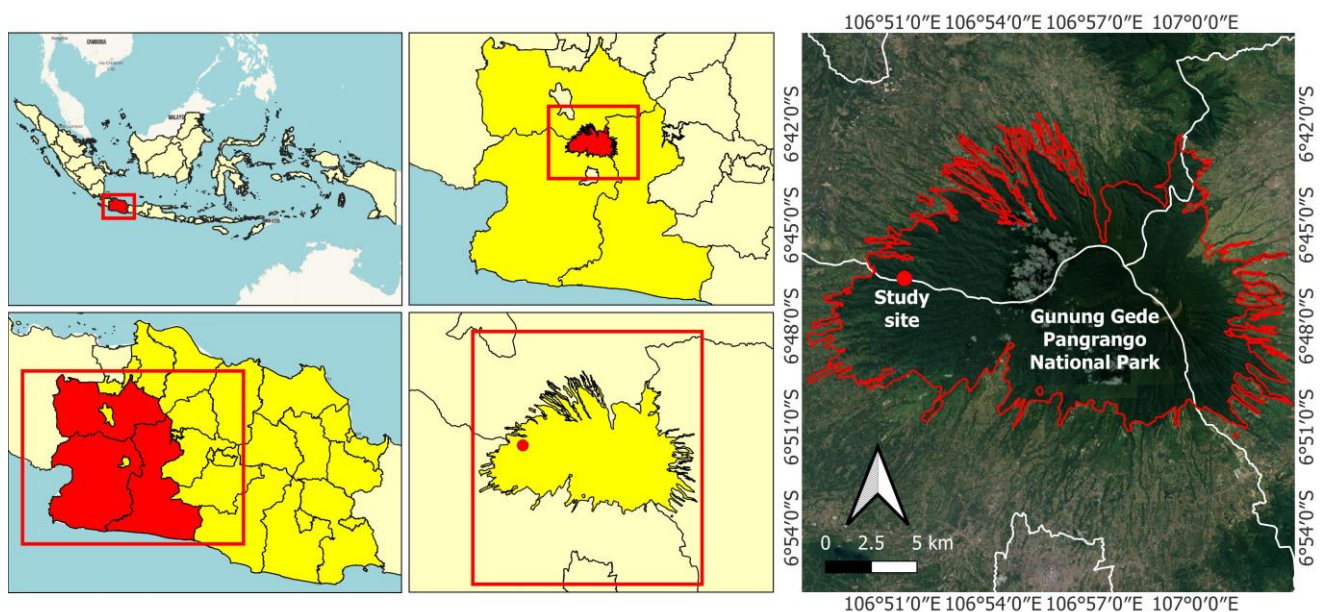 CAMBODIA
MALAYSIA
106°51′0″E 106°54′0″E 106°57′0″E 107°0′0″E
6°42′0″S
6°45′0″S
6°48′0″S
6°51′0″S
6°54′0″S
6°42′0″S
6°45′0″S
6°48′0″S
6°51′0″S
6°54′0″S
Study
site
Gunung Gede
Pangrango
National Park
0 2.5 5 km
106°51′0″E 106°54′0″E 106°57′0″E 107°0′0″E